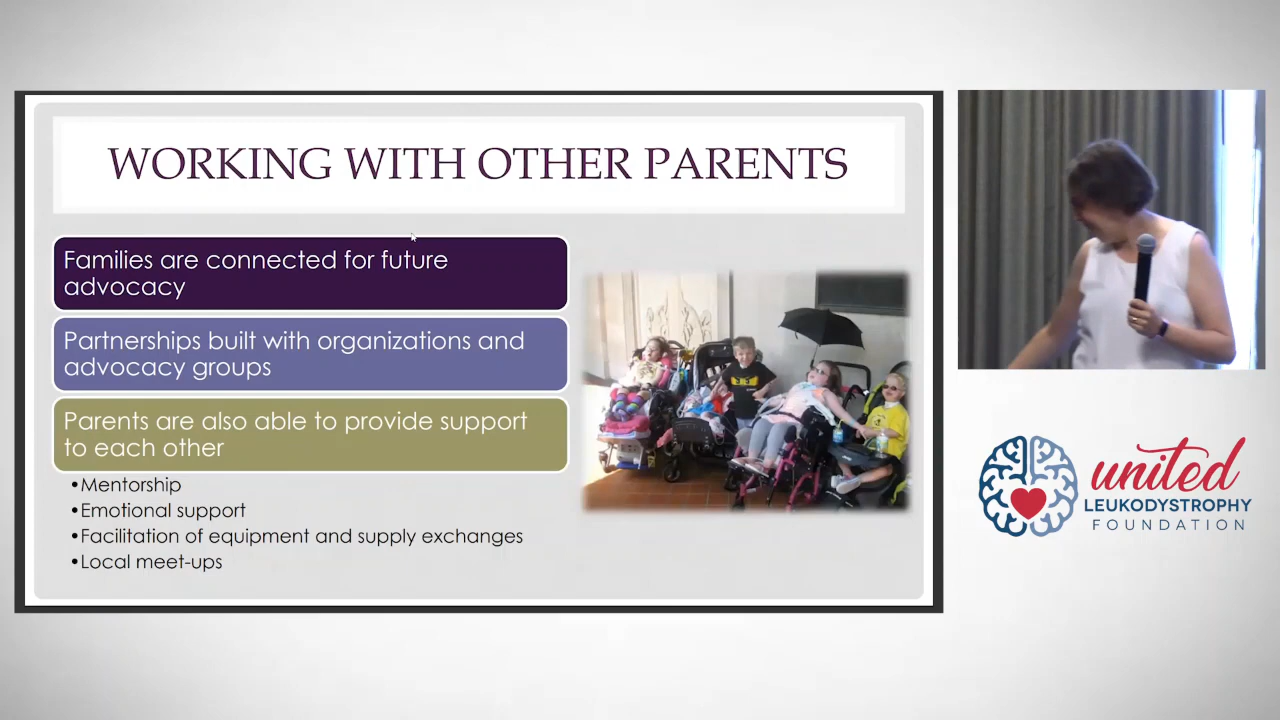 WORKING WITH OTHER PARENTS
Families are connected for future
advocacy
Partnerships built with organizations and
advocacy groups
Parents are also able to provide support
to each other
•Mentorship
•Emotional support
•Facilitation of equipment and supply exchanges
•Local meet-ups
united
LEUKODYSTROPHY
FOUNDATION